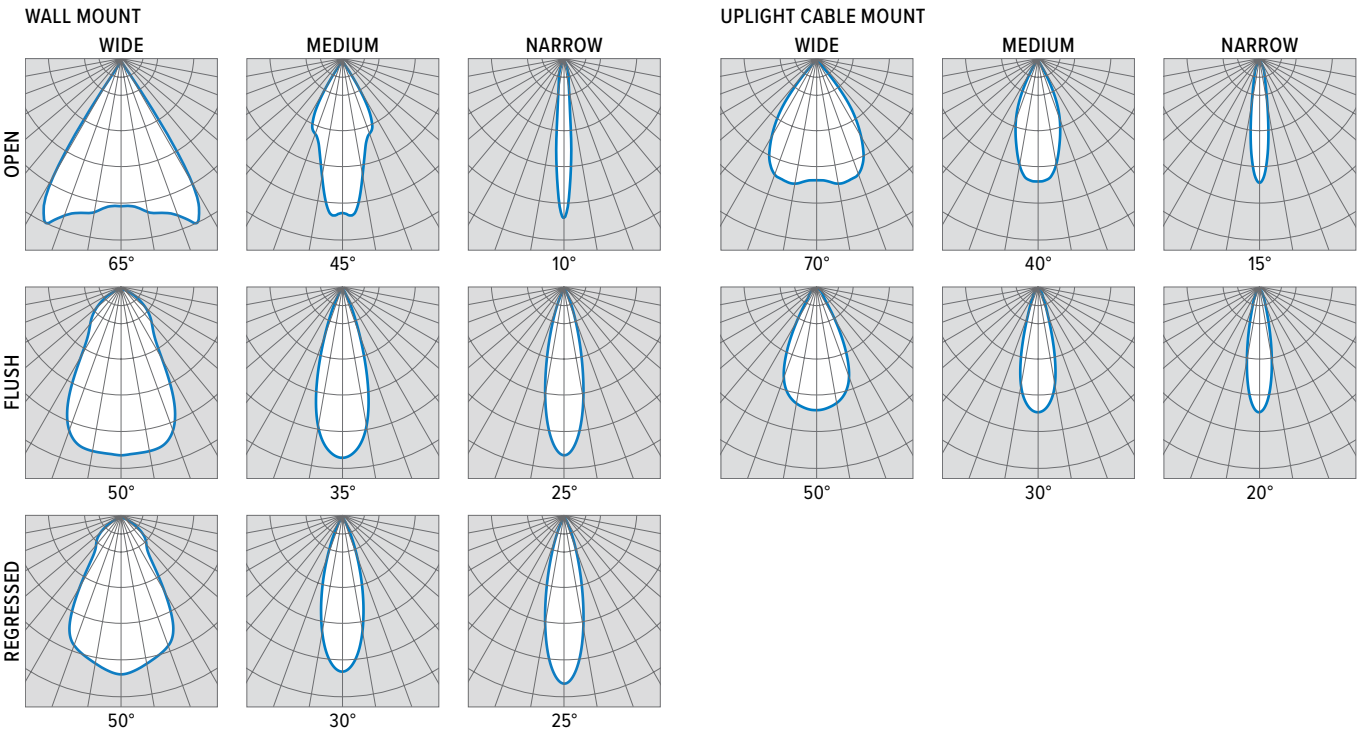 WALL MOUNT
WIDE MEDIUM NARROW
OPEN
65° 45° 10°
FLUSH
50° 35° 25°
REGRESSED
50° 30° 25°
UPLIGHT CABLE MOUNT
WIDE MEDIUM NARROW
70° 40° 15°
50° 30° 20°